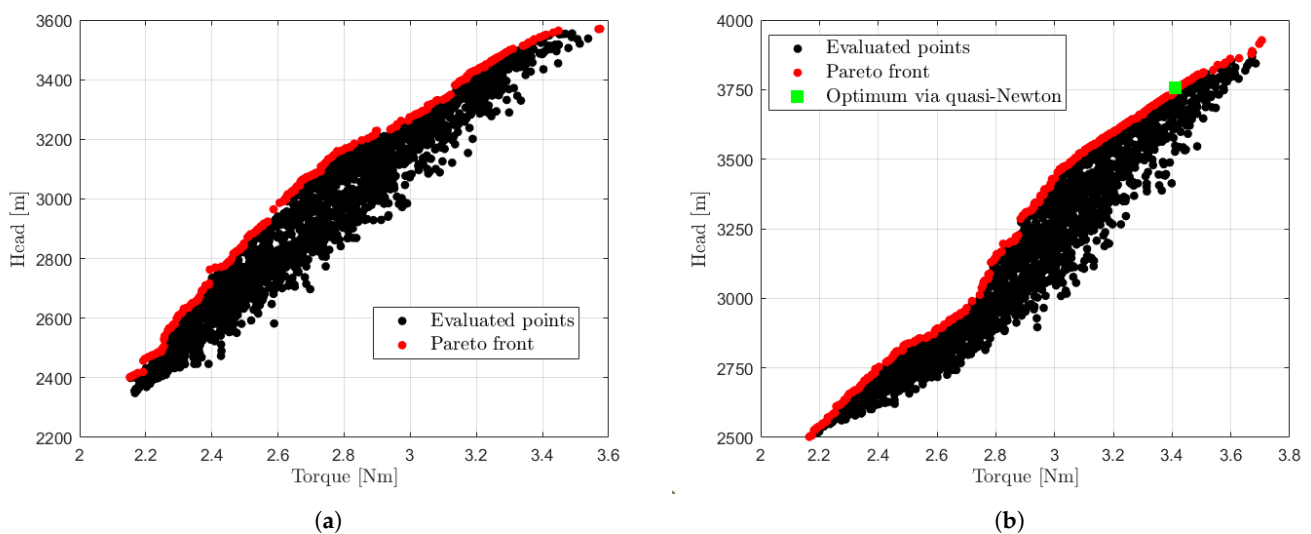 3600
3400
3200
3000
2800
2600
2400
2200
Head [m]
Evaluated points
Pareto front
2 2.2 2.4 2.6 2.8 3 3.2 3.4 3.6
Torque [Nm]
(a)
4000
3750
3500
3250
3000
2750
2500
Head [m]
Evaluated points
Pareto front
Optimum via quasi-Newton
2 2.2 2.4 2.6 2.8 3 3.2 3.4 3.6 3.8
Torque [Nm]
(b)